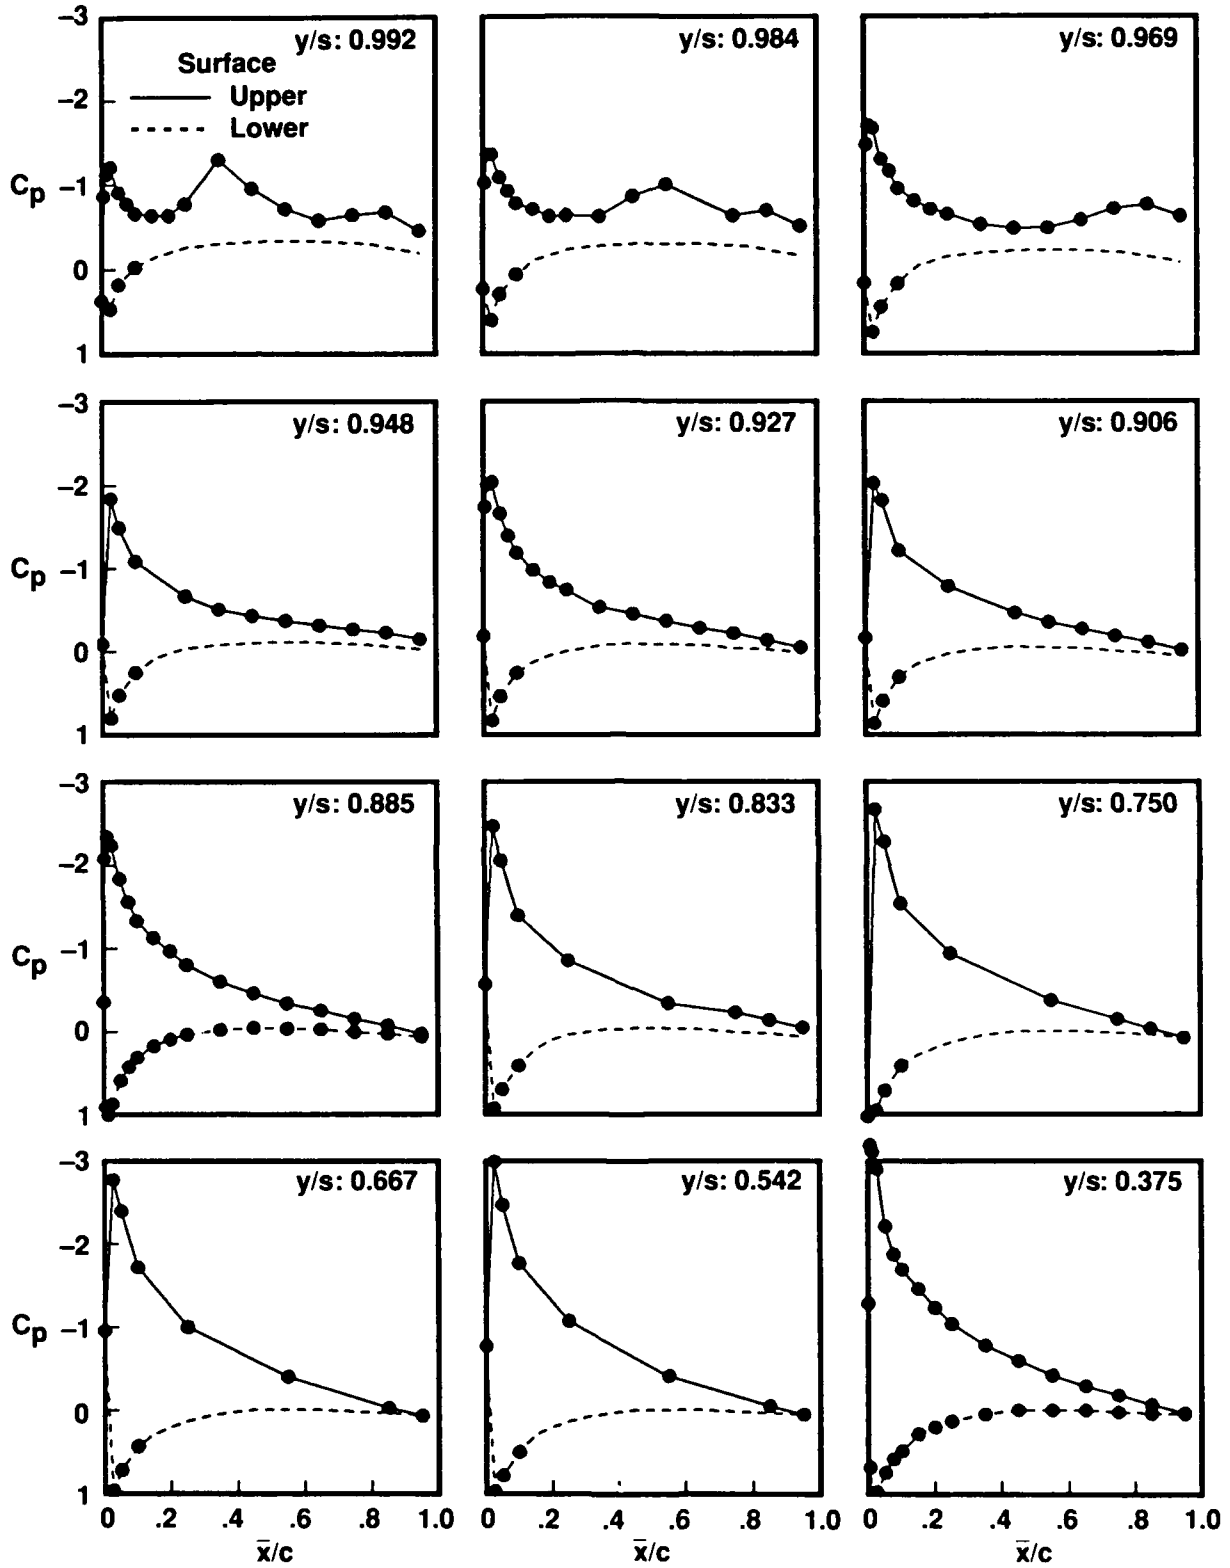 −3
−2
Cp −1
0
1
y/s: 0.992
Surface
Upper
Lower
y/s: 0.984
y/s: 0.969
−3
−2
Cp −1
0
1
y/s: 0.948
y/s: 0.927
y/s: 0.906
−3
−2
Cp −1
0
1
y/s: 0.885
y/s: 0.833
y/s: 0.750
−3
−2
Cp −1
0
1
y/s: 0.667
y/s: 0.542
y/s: 0.375
0 .2 .4 .6 .8 1.0
0 .2 .4 .6 .8 1.0
0 .2 .4 .6 .8 1.0
x̅/c
x̅/c
x̅/c